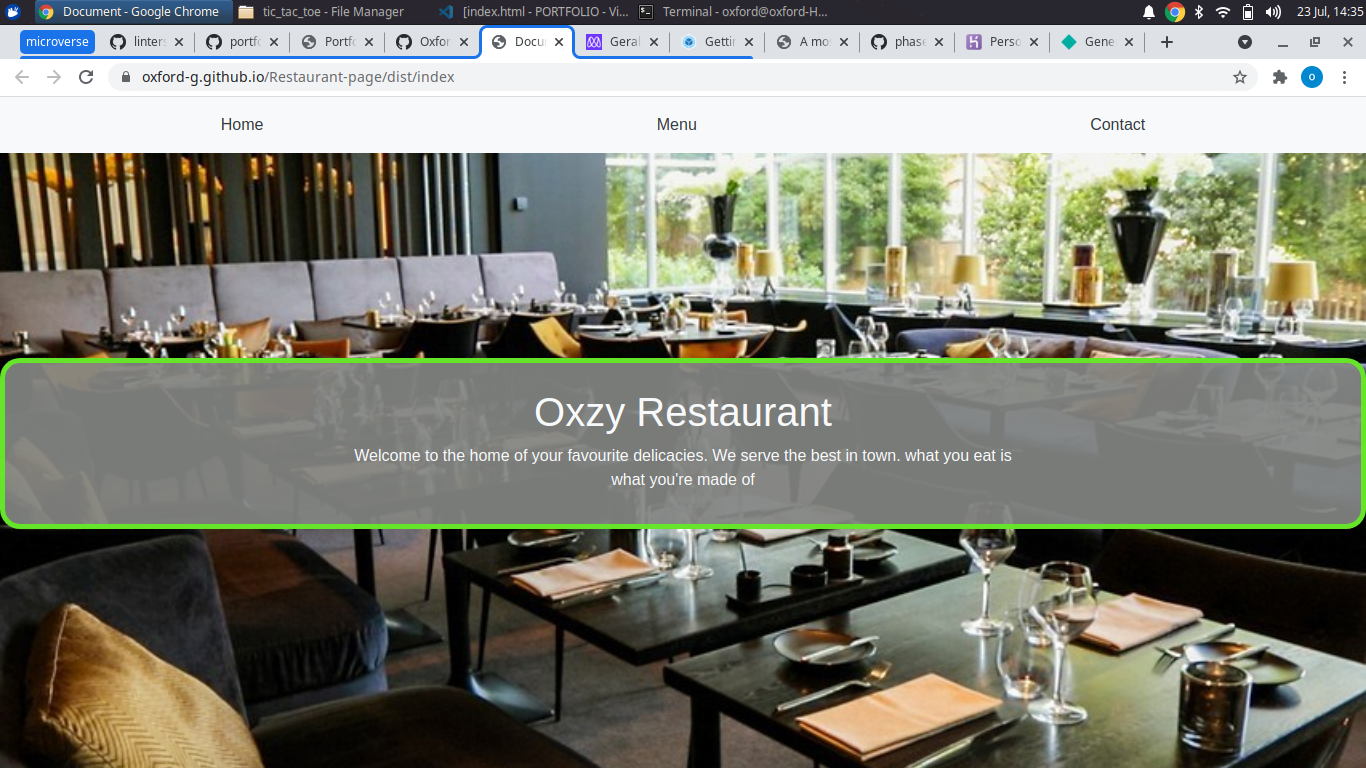 Document - Google Chrome
tic_tac_toe - File Manager
[index.html - PORTFOLIO - Vi...
Terminal - oxford@oxford-H...
23 Jul, 14:35
microverse
linters
portfo
Portfo
Oxfor
Docu
Geral
Gettin
A mo
phase
Perso
Gene
oxford-g.github.io/Restaurant-page/dist/index
o
Home
Menu
Contact
Oxzy Restaurant
Welcome to the home of your favourite delicacies. We serve the best in town. what you eat is
what you're made of